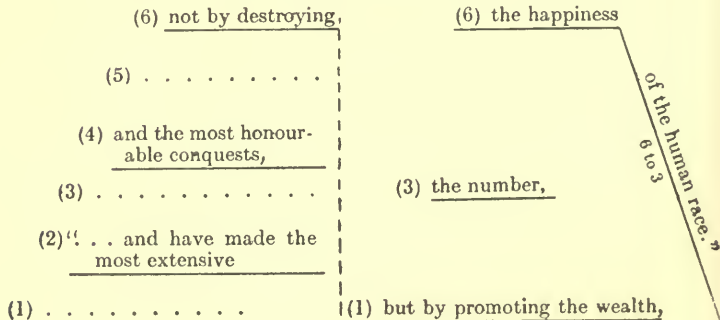 (6) not by destroying,
(5) . . . . . . . . .
(4) and the most honour-
able conquests,
(3) . . . . . . . . . . .
(2) “. . . and have made the
most extensive
(1) . . . . . . . . . .
(6) the happiness
of the human race.”
6 to 3
(3) the number,
(1) but by promoting the wealth,